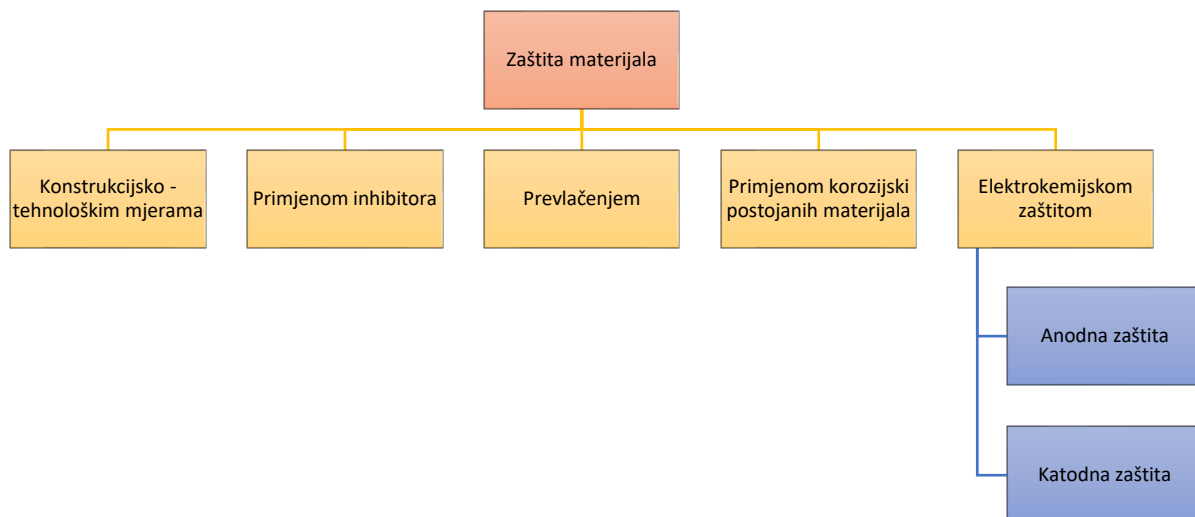 Zaštita materijala
Konstrukcijsko -
tehnološkim mjerama
Primjenom inhibitora
Prevlačenjem
Primjenom korozijski
postojanih materijala
Elektrokemijskom
zaštitom
Anodna zaštita
Katodna zaštita